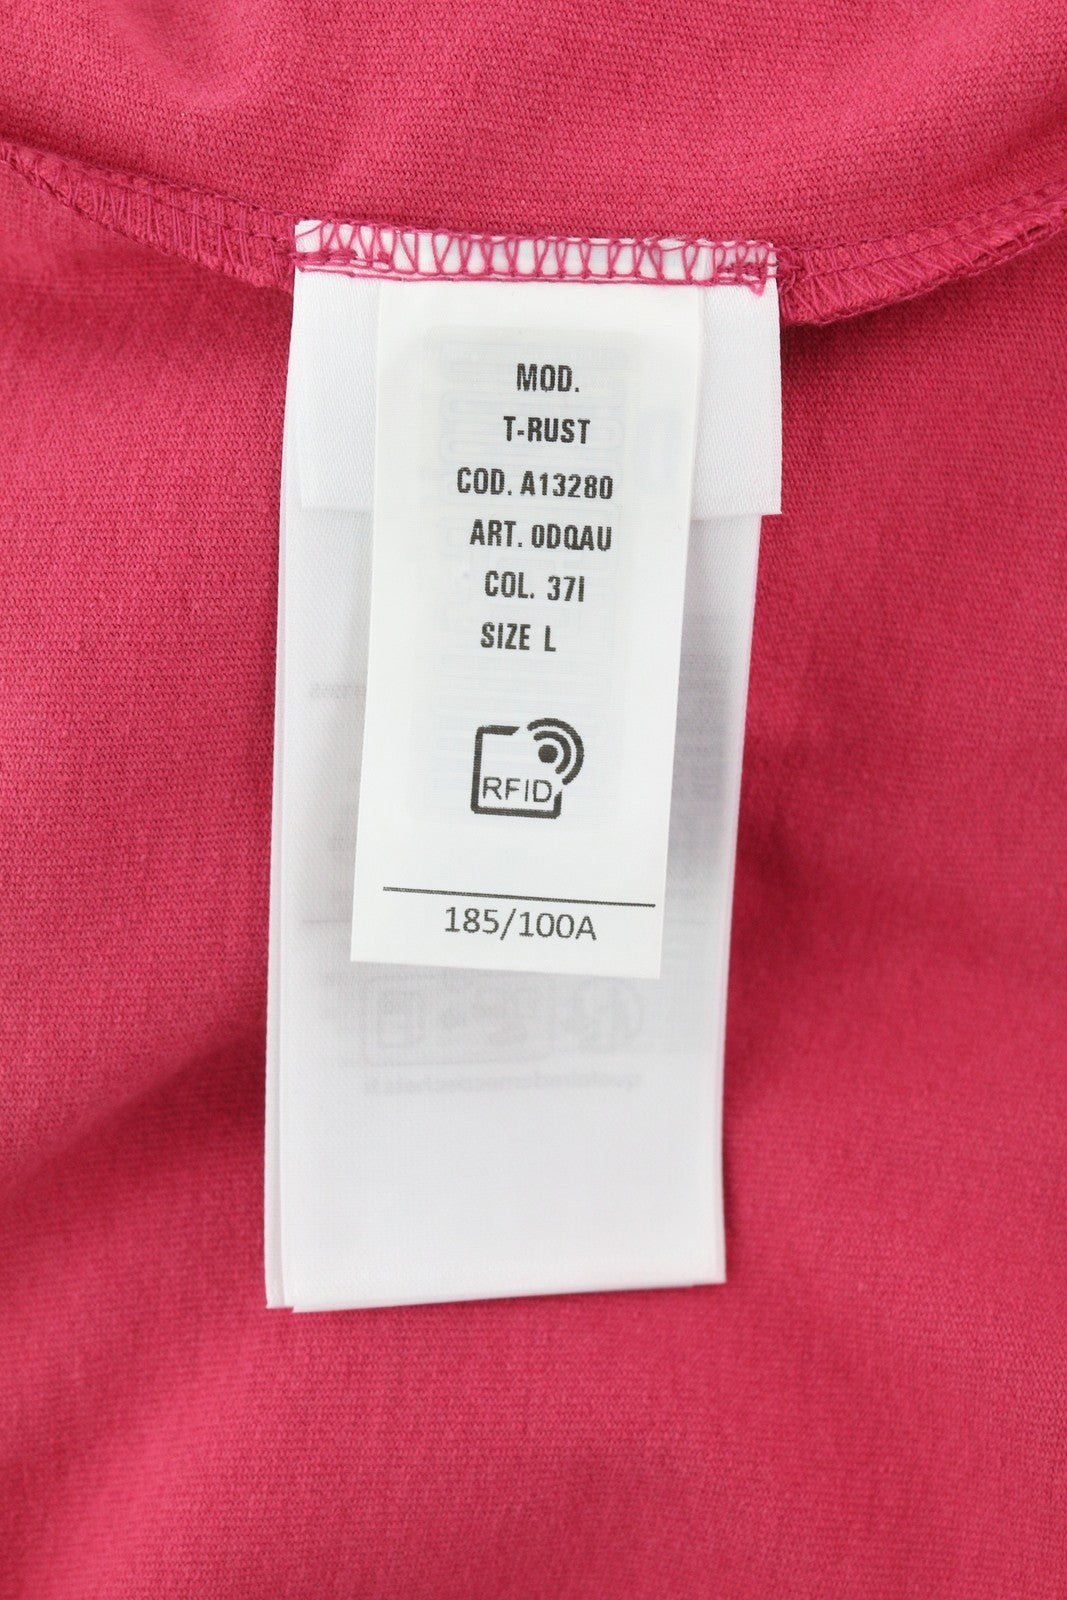 MOD.
T-RUST
COD. A13280
ART. 0DQAU
COL. 37I
SIZE L
RFID
185/100A